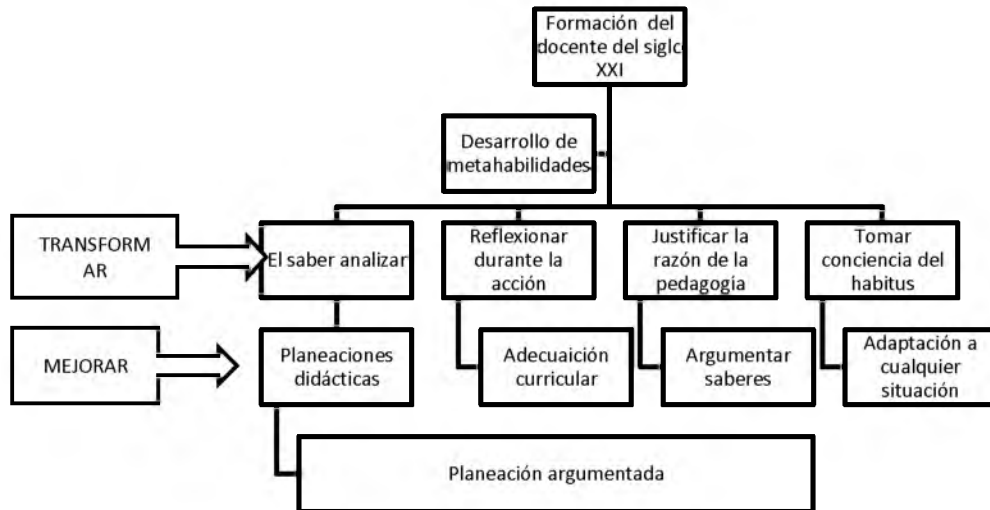 Formación del
docente del siglc
XXI
Desarrollo de
metahabilidades
TRANSFORM
AR
El saber analizar
Reflexionar
durante la
acción
Justificar la
razón de la
pedagogía
Tomar
conciencia del
habitus
MEJORAR
Planeaciones
didácticas
Adecuaición
curricular
Argumentar
saberes
Adaptación a
cualquier
situación
Planeación argumentada